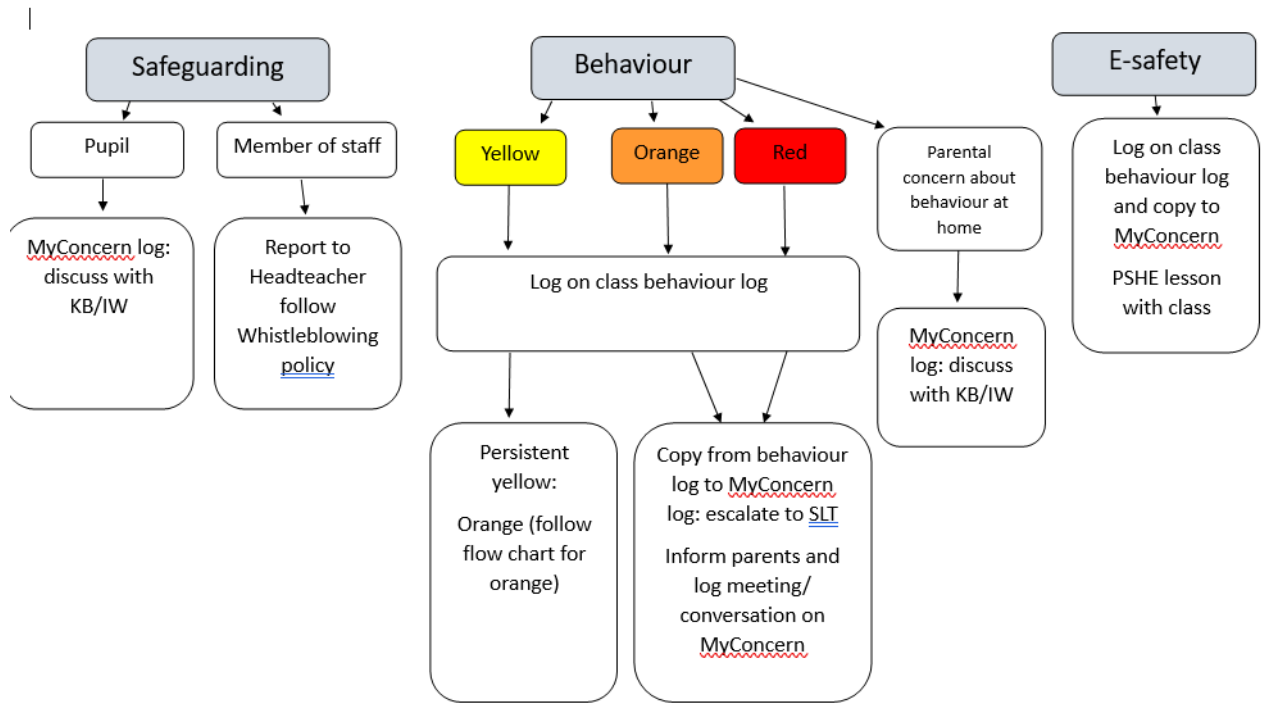 Safeguarding
Pupil
Member of staff
MyConcern log:
discuss with
KB/IW
Report to
Headteacher
follow
Whistleblowing
policy
Behaviour
Yellow
Orange
Red
Parental
concern about
behaviour at
home
Log on class behaviour log
MyConcern
log: discuss
with KB/IW
Persistent
yellow:
Orange (follow
flow chart for
orange)
Copy from behaviour
log to MyConcern
log: escalate to SLT
Inform parents and
log meeting/
conversation on
MyConcern
E-safety
Log on class
behaviour log
and copy to
MyConcern
PSHE lesson
with class